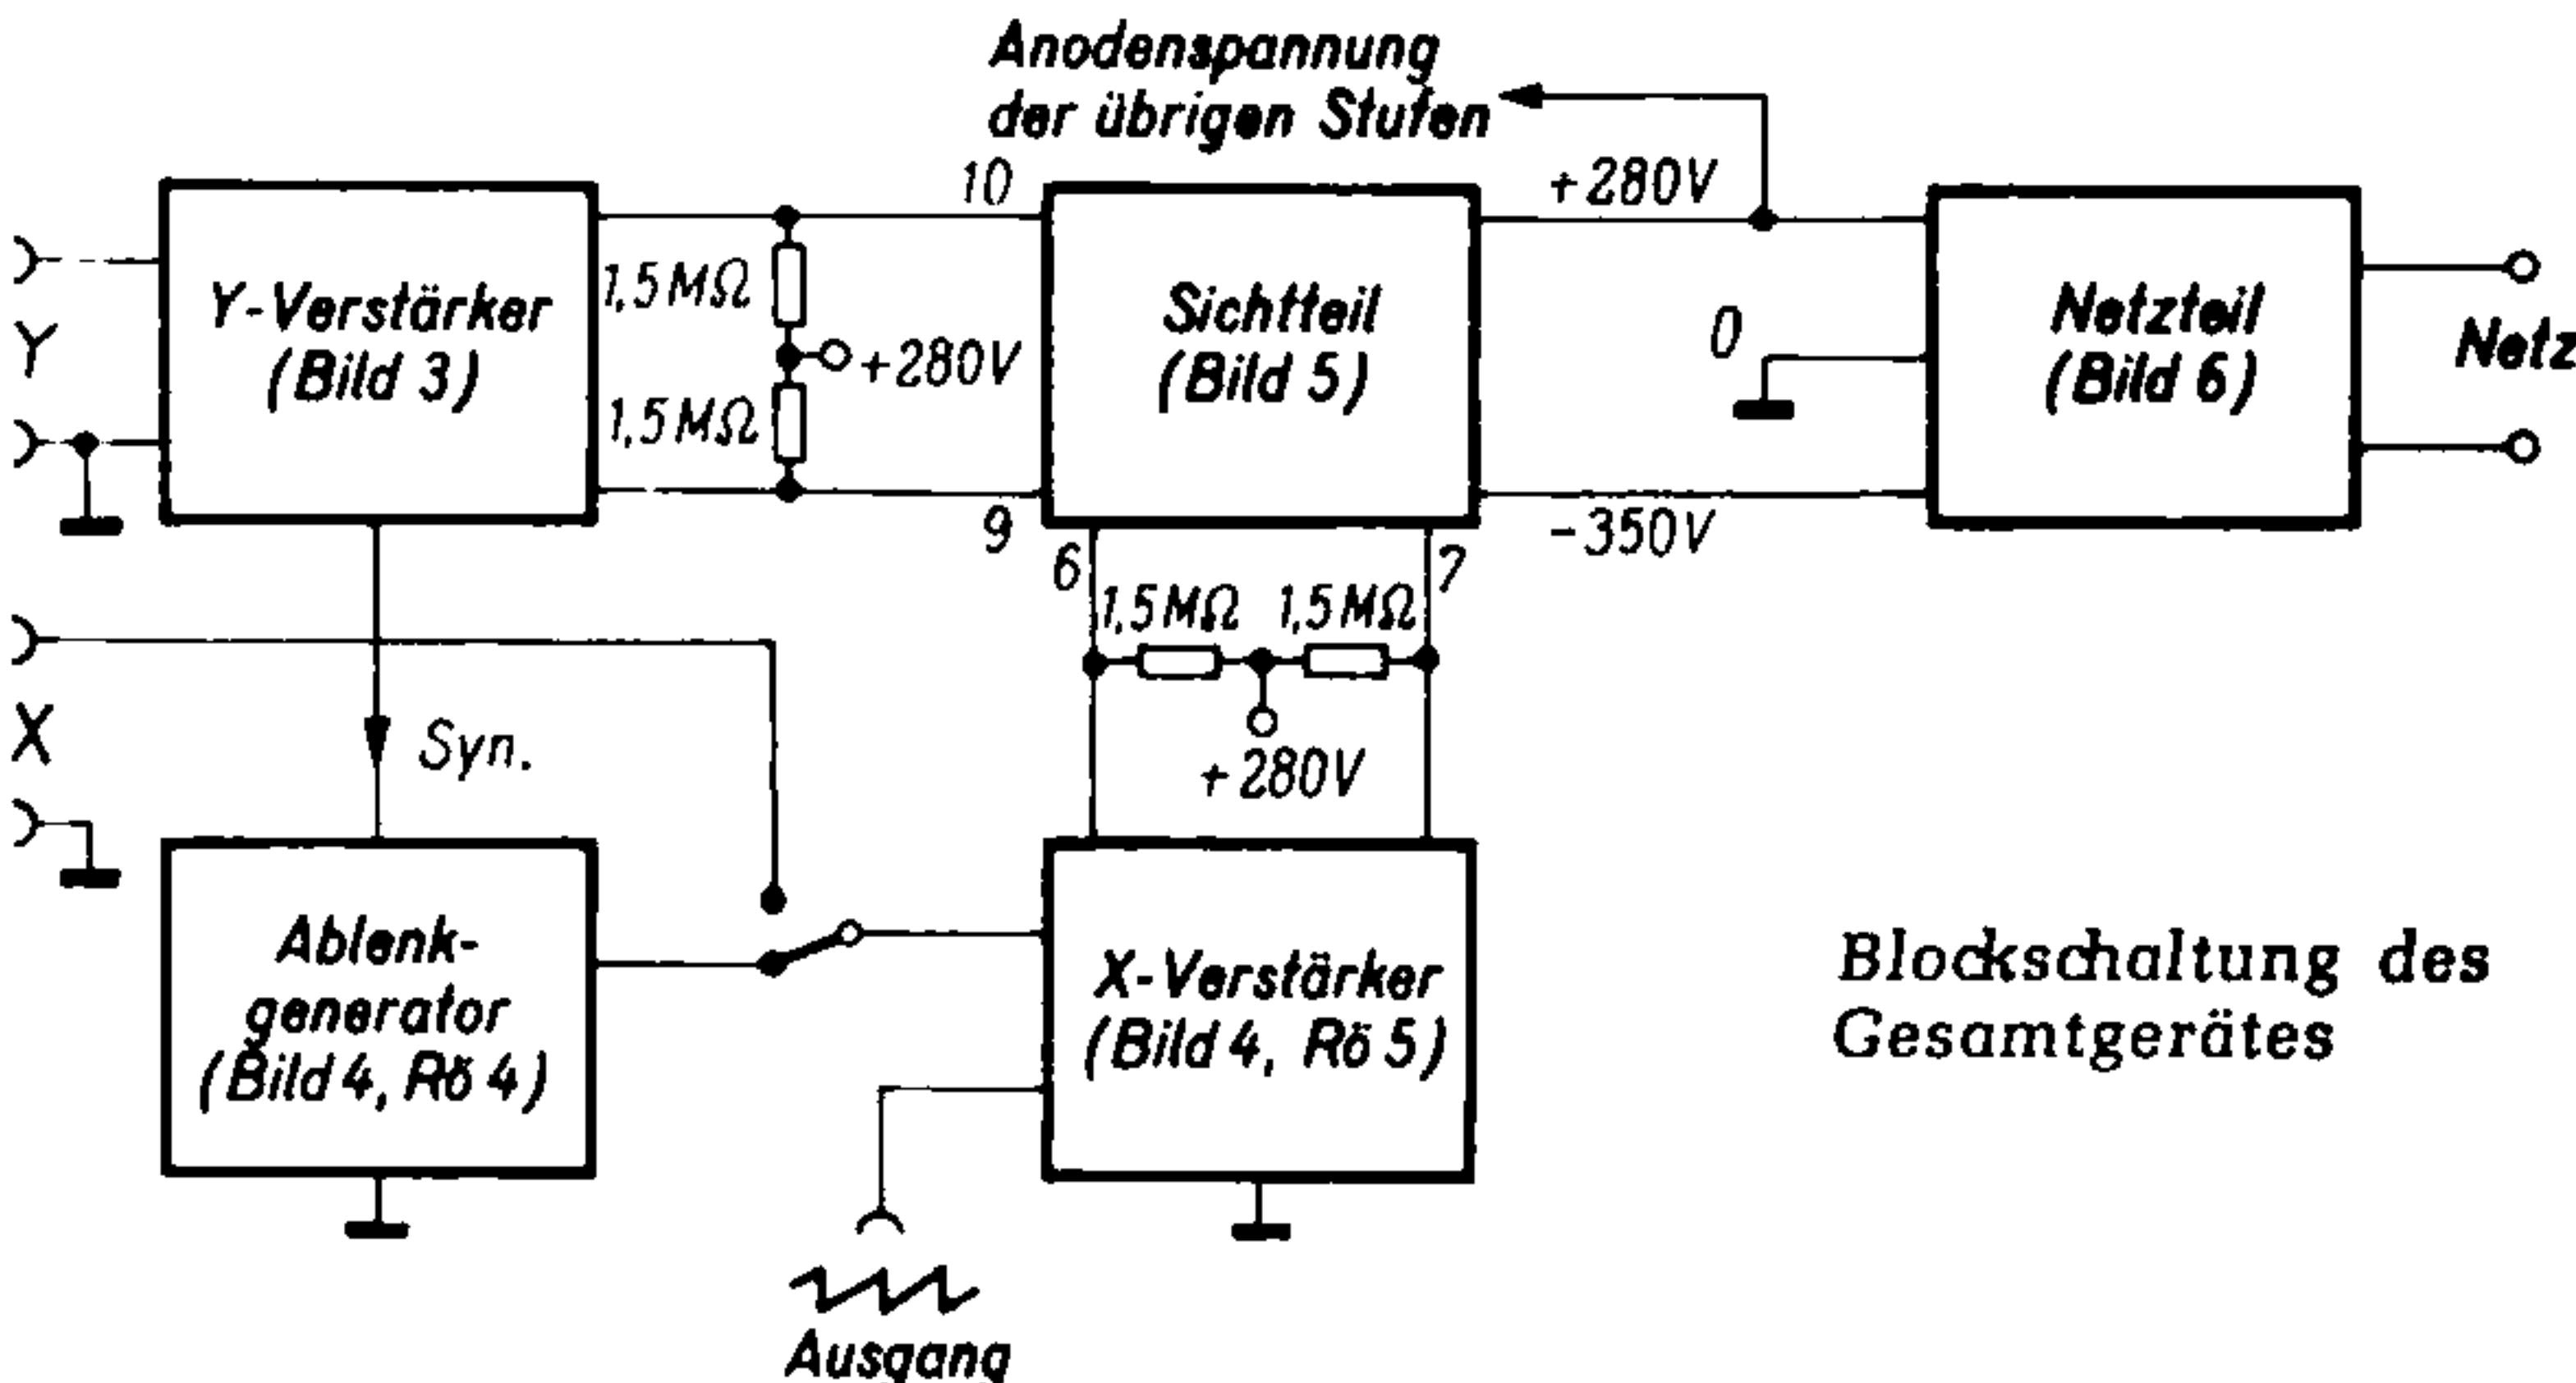 Anodenspannung
der übrigen Stufen
10
+280V
Y
Y-Verstärker
(Bild 3)
1,5MΩ
+280V
1,5MΩ
Sichtteil
(Bild 5)
0
Netzteil
(Bild 6)
Netz
9
6
7
-350V
1,5MΩ
1,5MΩ
+280V
X
Syn.
Ablenk-
generator
(Bild 4, Rö 4)
X-Verstärker
(Bild 4, Rö 5)
Blockschaltung des
Gesamtgerätes
Ausgang